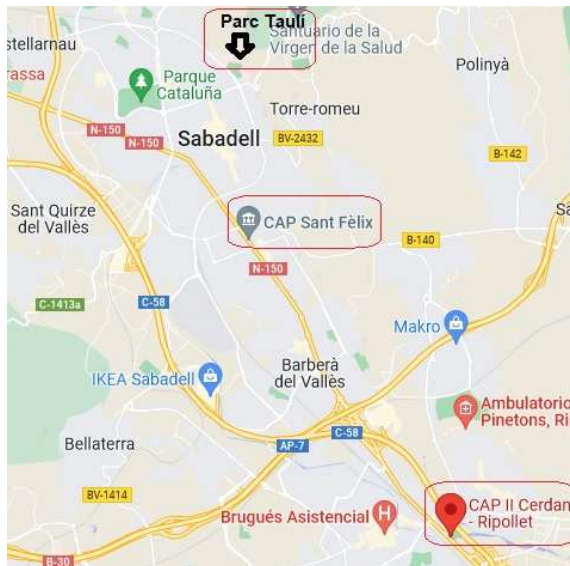 Parc Taulí
Santuario de la
Virgen de la Salud
stellarnau
rassa
Parque
Cataluña
Polinyà
Torre-romeu
N-150
N-150
Sabadell
BV-2432
B-142
Sant Quirze
del Vallès
CAP Sant Fèlix
Sà
B-140
N-150
C-1413a
C-58
Makro
Barberà
del Vallès
IKEA Sabadell
Ambulatorio
Pinetons, Ri
C-58
AP-7
Bellaterra
BV-1414
CAP II Cerdan
- Ripollet
Brugués Asistencial
H
B-30